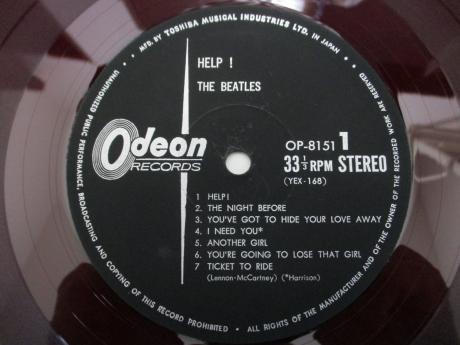 MFD. BY TOSHIBA MUSICAL INDUSTRIES LTD. IN JAPAN
HELP !
THE BEATLES
Odeon
RECORDS
OP-8151 1
33 1/3 RPM STEREO
(YEX-168)
1 HELP!
2. THE NIGHT BEFORE
3. YOU'VE GOT TO HIDE YOUR LOVE AWAY
4. I NEED YOU*
5 ANOTHER GIRL
6. YOU'RE GOING TO LOSE THAT GIRL
7 TICKET TO RIDE
(Lennon-McCartney) (*Harrison)
UNAUTHORIZED PUBLIC PERFORMANCE, BROADCASTING AND COPYING OF THIS RECORD PROHIBITED • ALL RIGHTS OF THE MANUFACTURER AND OF THE OWNER OF THE RECORDED WORK ARE RESERVED